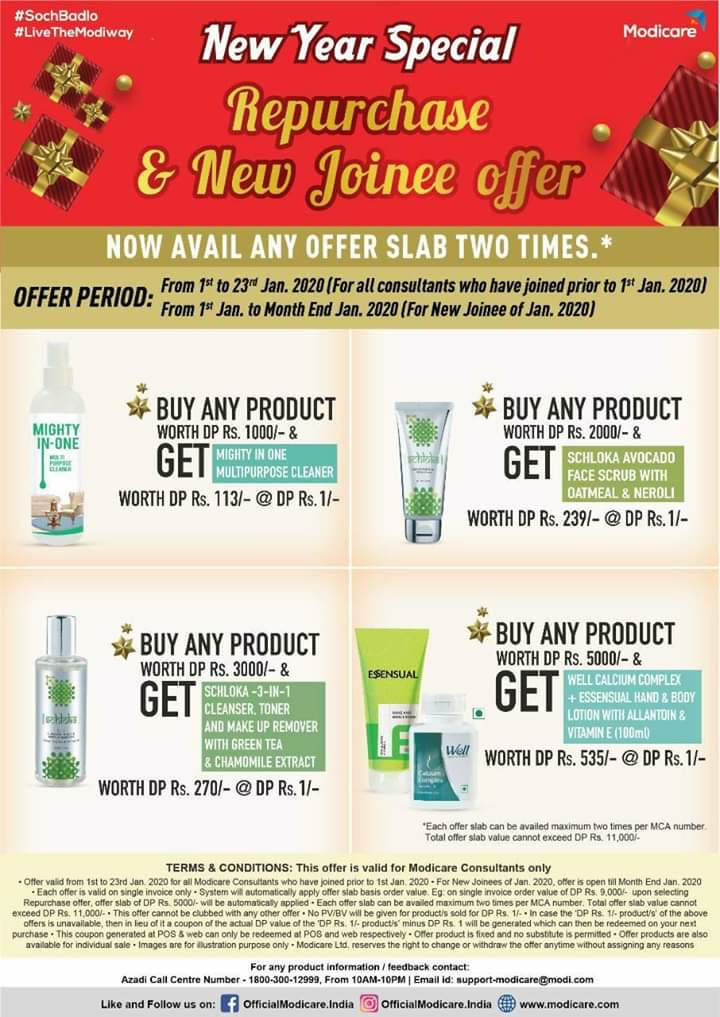 #SochBadlo
#LiveTheModiway
Modicare
New Year Special
Repurchase
& New Joinee offer
NOW AVAIL ANY OFFER SLAB TWO TIMES.*
OFFER PERIOD:
From 1st to 23rd Jan. 2020 (For all consultants who have joined prior to 1st Jan. 2020)
From 1st Jan. to Month End Jan. 2020 (For New Joinee of Jan. 2020)
MIGHTY
IN-ONE
MULTI
PURPOSE
CLEANER
BUY ANY PRODUCT
WORTH DP Rs. 1000/- &
GET
MIGHTY IN ONE
MULTIPURPOSE CLEANER
WORTH DP Rs. 113/- @ DP Rs.1/-
schloka
BUY ANY PRODUCT
WORTH DP Rs. 2000/- &
GET
SCHLOKA AVOCADO
FACE SCRUB WITH
OATMEAL & NEROLI
WORTH DP Rs. 239/- @ DP Rs.1/-
schloka
BUY ANY PRODUCT
WORTH DP Rs. 3000/- &
GET
SCHLOKA -3-IN-1
CLEANSER, TONER
AND MAKE UP REMOVER
WITH GREEN TEA
& CHAMOMILE EXTRACT
WORTH DP Rs. 270/- @ DP Rs.1/-
ESSENSUAL
Well
Calcium
Complex
BUY ANY PRODUCT
WORTH DP Rs. 5000/- &
GET
WELL CALCIUM COMPLEX
+ ESSENSUAL HAND & BODY
LOTION WITH ALLANTOIN &
VITAMIN E (100ml)
WORTH DP Rs. 535/- @ DP Rs.1/-
*Each offer slab can be availed maximum two times per MCA number.
Total offer slab value cannot exceed DP Rs. 11,000/-
TERMS & CONDITIONS: This offer is valid for Modicare Consultants only
• Offer valid from 1st to 23rd Jan. 2020 for all Modicare Consultants who have joined prior to 1st Jan. 2020 • For New Joinees of Jan. 2020, offer is open till Month End Jan. 2020
• Each offer is valid on single invoice only • System will automatically apply offer slab basis order value. Eg: on single invoice order value of DP Rs. 9,000/- upon selecting
Repurchase offer, offer slab of DP Rs. 5000/- will be automatically applied • Each offer slab can be availed maximum two times per MCA number. Total offer slab value cannot
exceed DP Rs. 11,000/- • This offer cannot be clubbed with any other offer • No PV/BV will be given for product/s sold for DP Rs. 1/- • In case the 'DP Rs. 1/- product/s' of the above
offers is unavailable, then in lieu of it a coupon of the actual DP value of the 'DP Rs. 1/- product/s' minus DP Rs. 1 will be generated which can then be redeemed on your next
purchase • This coupon generated at POS & web can only be redeemed at POS and web respectively • Offer product is fixed and no substitute is permitted • Offer products are also
available for individual sale • Images are for illustration purpose only • Modicare Ltd. reserves the right to change or withdraw the offer anytime without assigning any reasons
For any product information / feedback contact:
Azadi Call Centre Number - 1800-300-12999, From 10AM-10PM | Email id: support-modicare@modi.com
Like and Follow us on: OfficialModicare.India OfficialModicare.India www.modicare.com